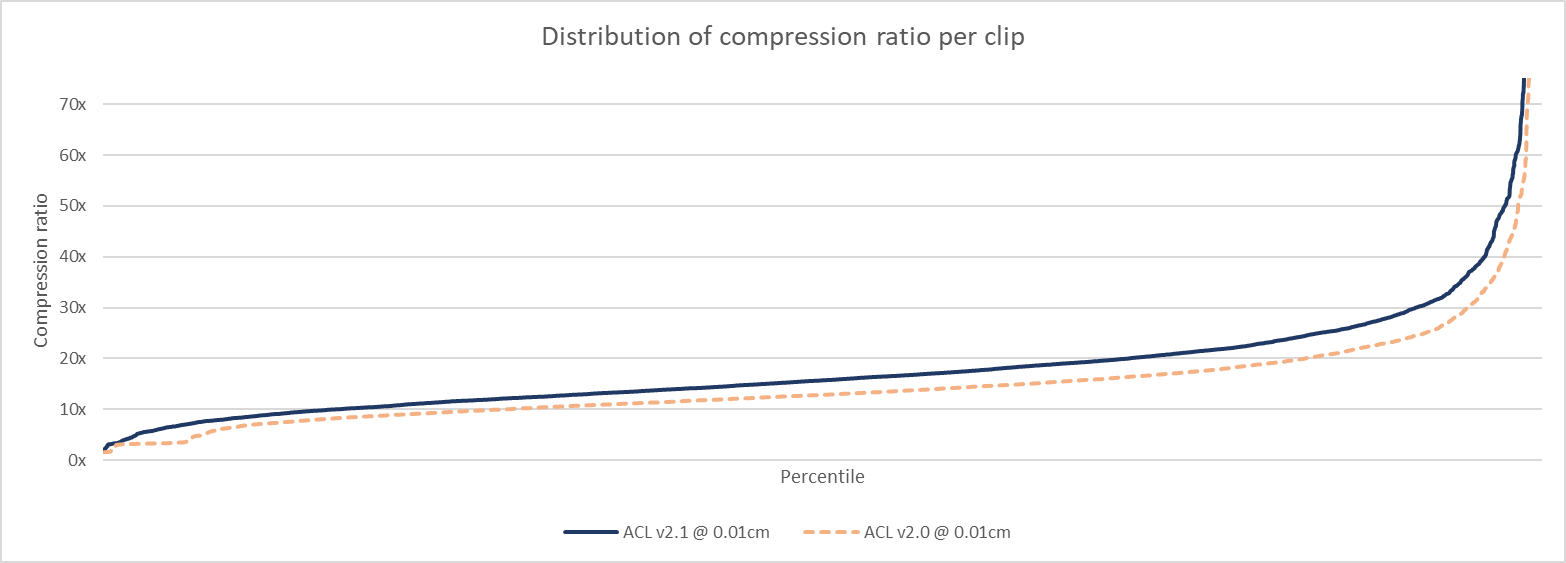 Distribution of compression ratio per clip
70x
60x
50x
40x
30x
20x
10x
0x
Compression ratio
Percentile
ACL v2.1 @ 0.01cm
ACL v2.0 @ 0.01cm